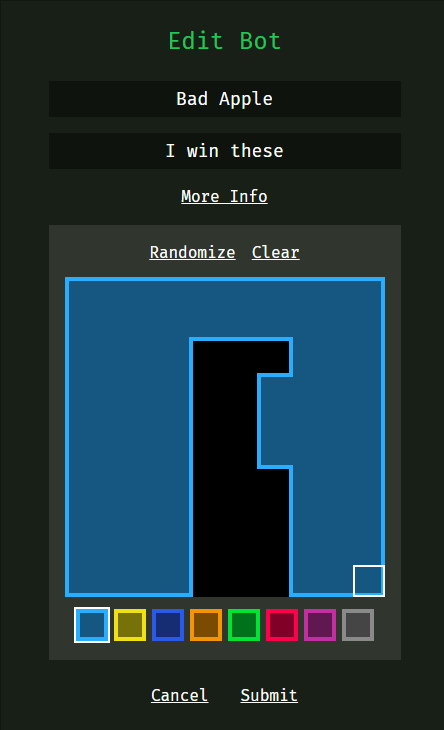 Edit Bot
Bad Apple
I win these
More Info
Randomize Clear
Cancel Submit